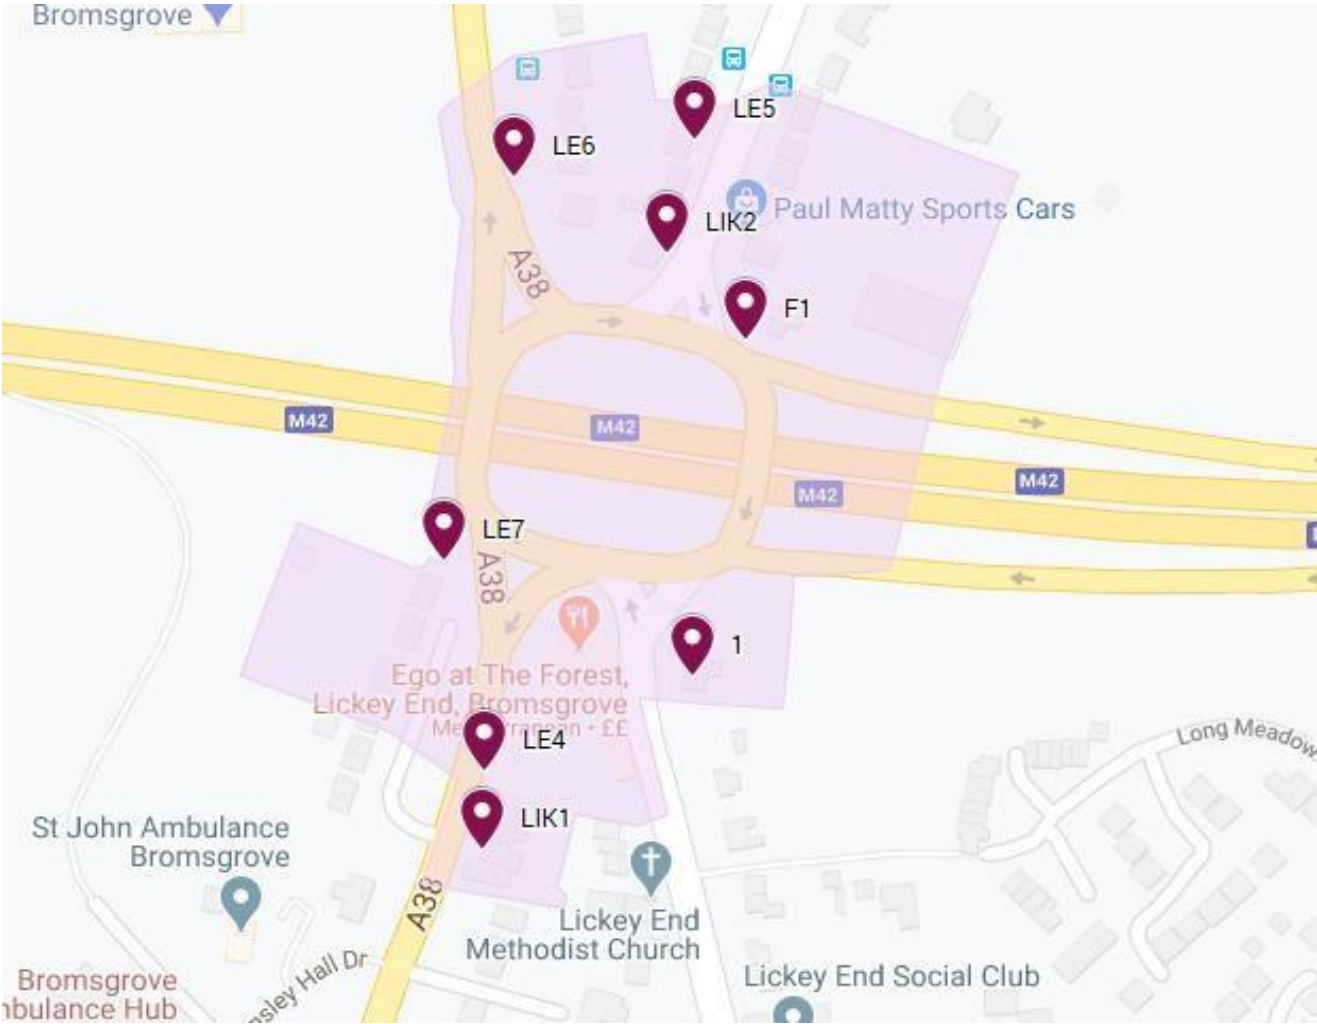 Bromsgrove
LE5
LE6
Paul Matty Sports Cars
LIK2
A38
F1
M42
M42
M42
M42
LE7
A38
1
Ego at The Forest,
Lickey End, Bromsgrove
££
LE4
Long Meadow
LIK1
St John Ambulance
Bromsgrove
A38
Lickey End
Methodist Church
Hall Dr
Lickey End Social Club
Bromsgrove
Hub